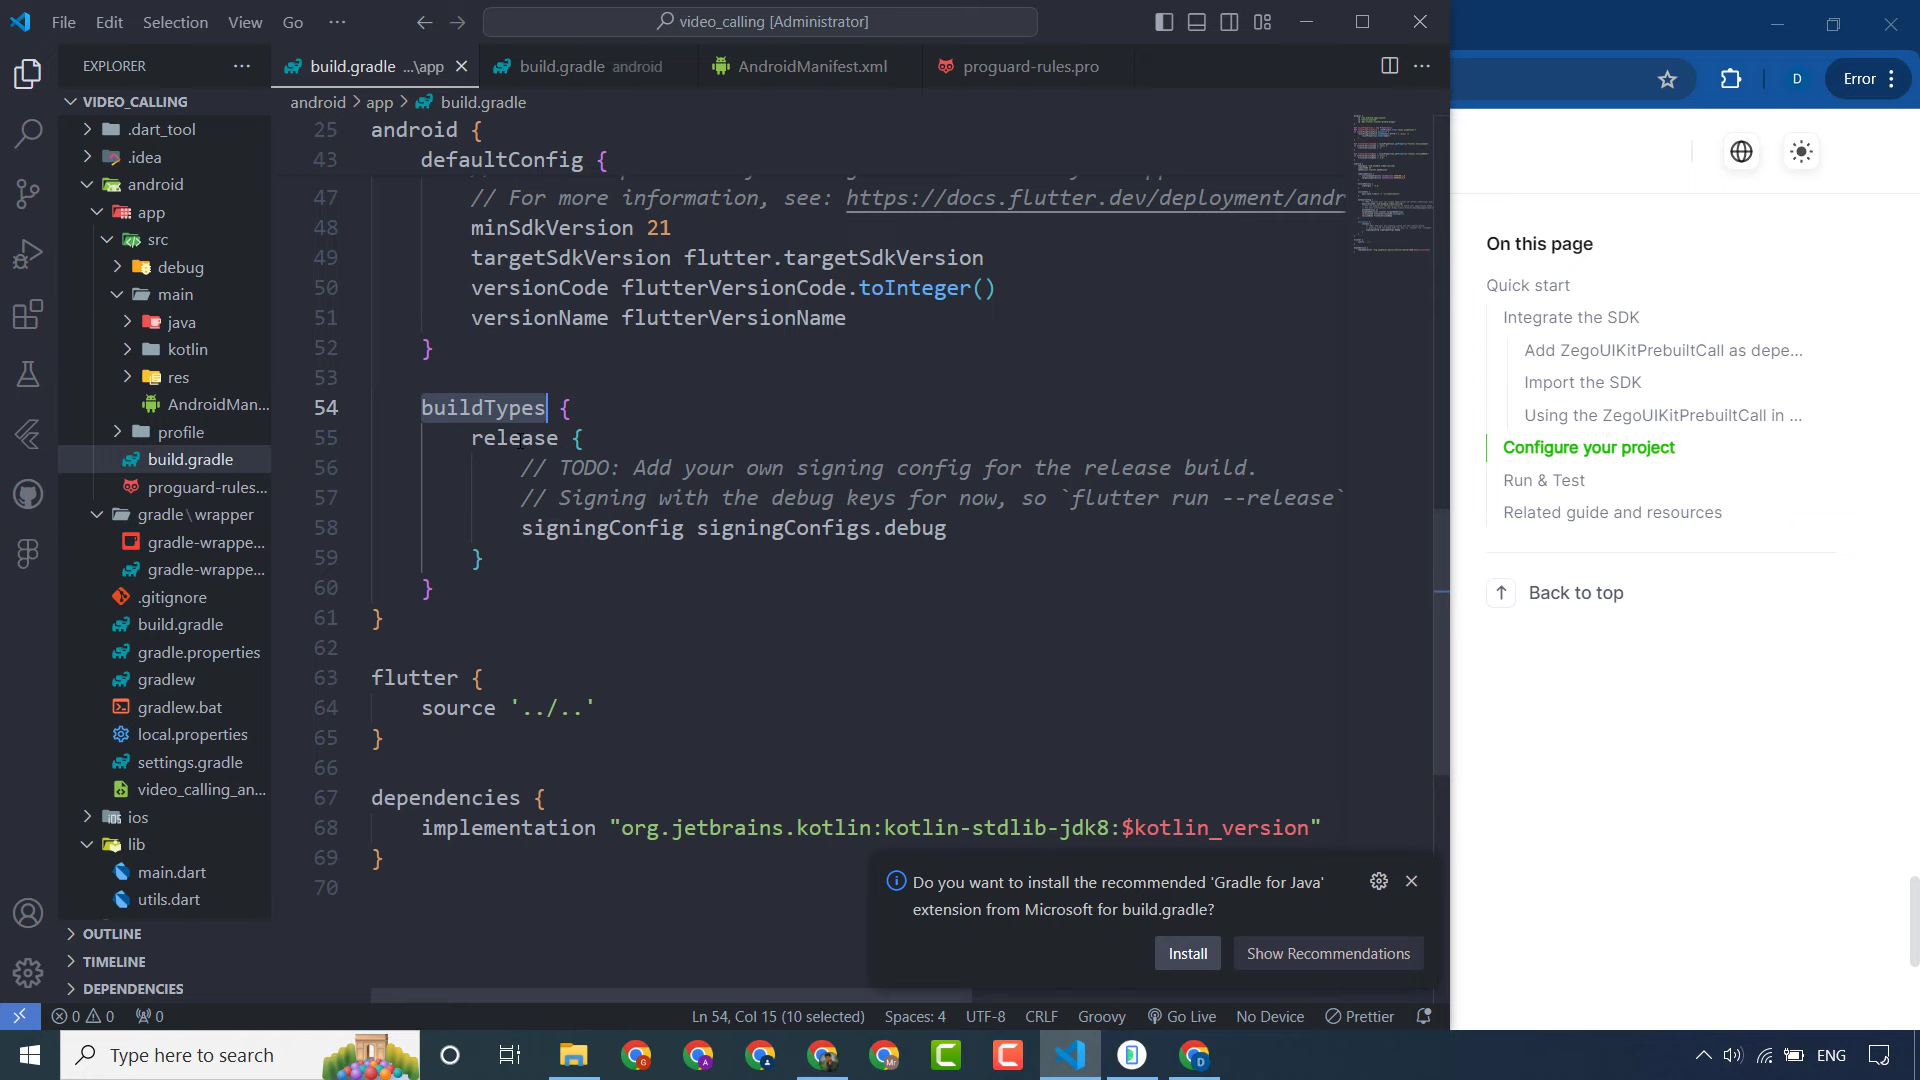 File Edit Selection View Go ··· video_calling [Administrator]
EXPLORER
build.gradle ...\app
build.gradle android
AndroidManifest.xml
proguard-rules.pro
android > app > build.gradle
VIDEO_CALLING
.dart_tool
.idea
android
app
src
debug
main
java
kotlin
res
AndroidMan...
profile
build.gradle
proguard-rules...
gradle\wrapper
gradle-wrappe...
gradle-wrappe...
.gitignore
build.gradle
gradle.properties
gradlew
gradlew.bat
local.properties
settings.gradle
video_calling_an...
ios
lib
main.dart
utils.dart
OUTLINE
TIMELINE
DEPENDENCIES
25 android {
43 defaultConfig {
47 // For more information, see: https://docs.flutter.dev/deployment/andr
48 minSdkVersion 21
49 targetSdkVersion flutter.targetSdkVersion
50 versionCode flutterVersionCode.toInteger()
51 versionName flutterVersionName
52 }
53
54 buildTypes {
55 release {
56 // TODO: Add your own signing config for the release build.
57 // Signing with the debug keys for now, so `flutter run --release`
58 signingConfig signingConfigs.debug
59 }
60 }
61 }
62
63 flutter {
64 source '../..'
65 }
66
67 dependencies {
68 implementation "org.jetbrains.kotlin:kotlin-stdlib-jdk8:$kotlin_version"
69 }
70
Do you want to install the recommended 'Gradle for Java'
extension from Microsoft for build.gradle?
Install
Show Recommendations
0 0 0 Ln 54, Col 15 (10 selected) Spaces: 4 UTF-8 CRLF Groovy Go Live No Device Prettier
D Error
On this page
Quick start
Integrate the SDK
Add ZegoUIKitPrebuiltCall as depe...
Import the SDK
Using the ZegoUIKitPrebuiltCall in ...
Configure your project
Run & Test
Related guide and resources
Back to top
Type here to search
ENG